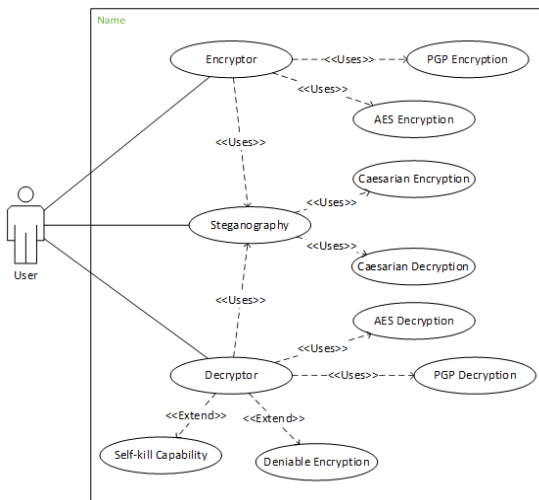 Name
Encryptor
<<Uses>>
PGP Encryption
<<Uses>>
AES Encryption
<<Uses>>
Caesarian Encryption
<<Uses>>
Steganography
User
<<Uses>>
Caesarian Decryption
<<Uses>>
AES Decryption
<<Uses>>
Decryptor
<<Uses>>
PGP Decryption
<<Extend>>
<<Extend>>
Self-kill Capability
Deniable Encryption